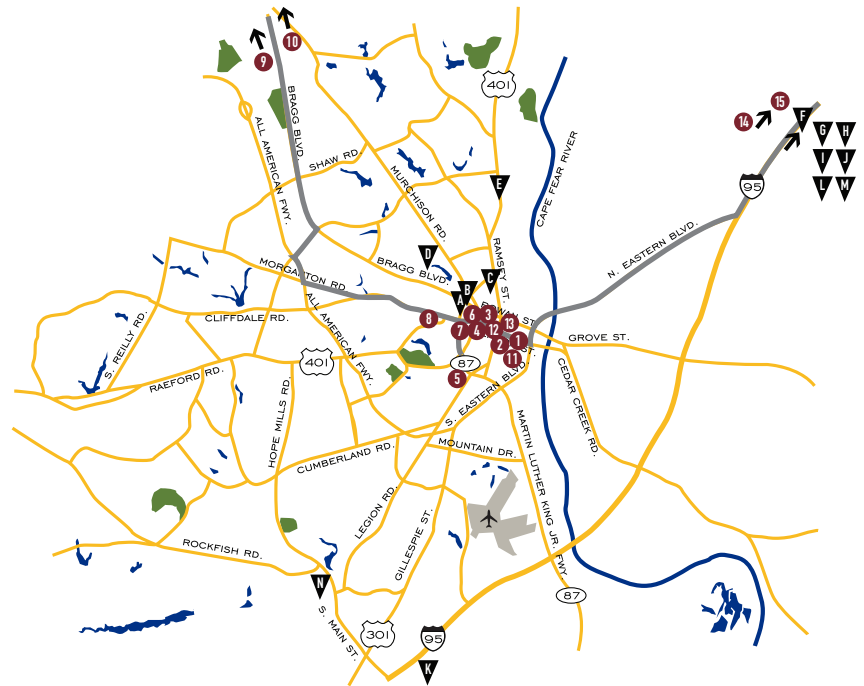 10
9
401
15
14
F
G H
I J
L M
BRAGG BLVD.
ALL AMERICAN FWY.
SHAW RD.
MURCHISON RD.
E
95
CAPE FEAR RIVER
N. EASTERN BLVD.
RAMSEY ST.
D
BRAGG BLVD.
C
B
A
MORGANTON RD.
ALL AMERICAN FWY.
CLIFFDALE RD.
S. REILLY RD.
8
6
3
13
7
4
12
2
1
11
GROVE ST.
401
RAEFORD RD.
87
5
S. EASTERN BLVD.
CEDAR CREEK RD.
HOPE MILLS RD.
CUMBERLAND RD.
MOUNTAIN DR.
MARTIN LUTHER KING JR. FWY.
LEGION RD.
GILLESPIE ST.
ROCKFISH RD.
N
S. MAIN ST.
87
301
95
K